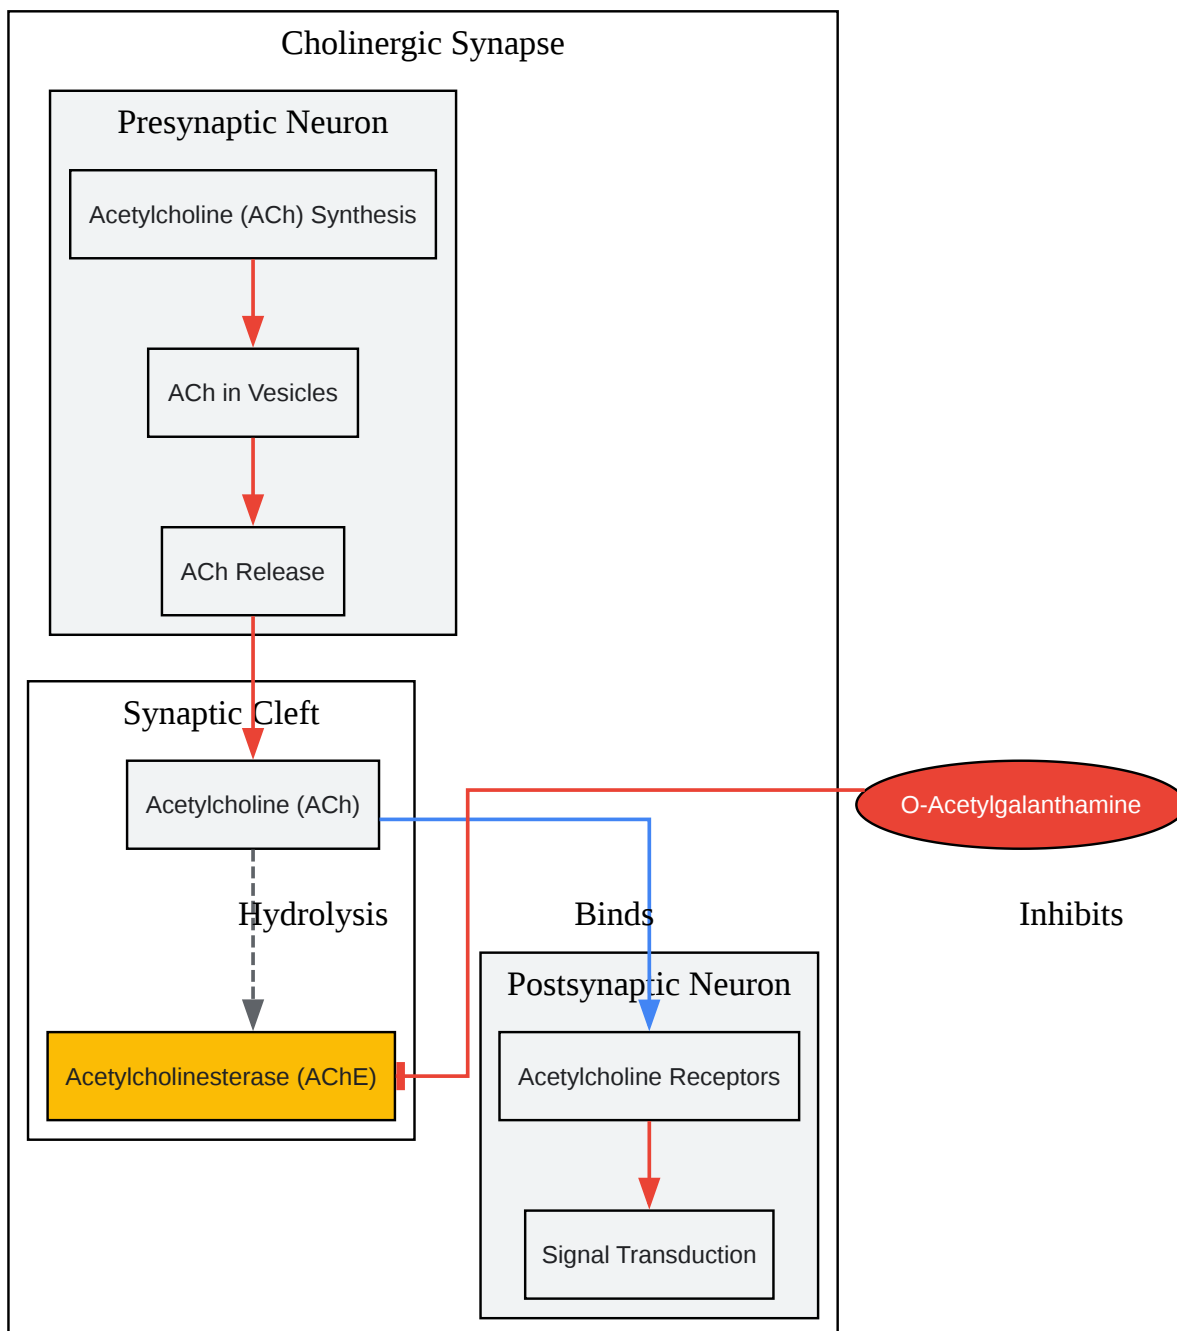 Cholinergic Synapse
Presynaptic Neuron
Acetylcholine (ACh) Synthesis
ACh in Vesicles
ACh Release
Synaptic Cleft
Acetylcholine (ACh)
O-Acetylgalanthamine
Hydrolysis
Binds
Inhibits
Postsynaptic Neuron
Acetylcholinesterase (AChE)
Acetylcholine Receptors
Signal Transduction